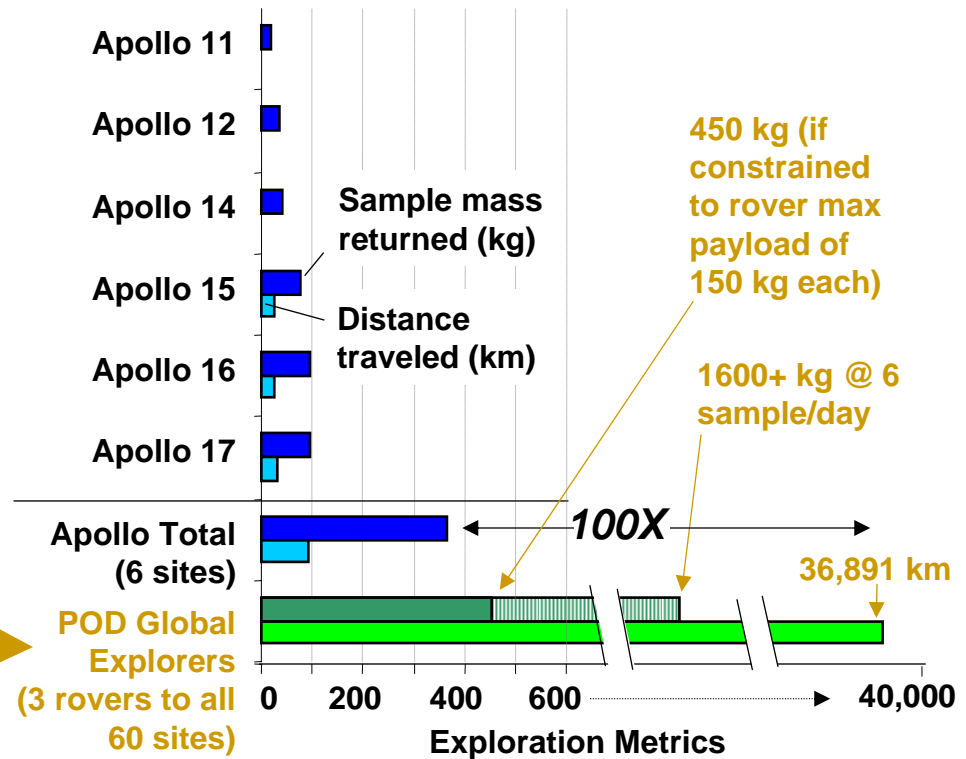 Apollo 11
Apollo 12
Apollo 14
Apollo 15
Apollo 16
Apollo 17
Sample mass
returned (kg)
Distance
traveled (km)
450 kg (if
constrained
to rover max
payload of
150 kg each)
1600+ kg @ 6
sample/day
Apollo Total
(6 sites)
100X
36,891 km
POD Global
Explorers
(3 rovers to all
60 sites)
0 200 400 600 40,000
Exploration Metrics